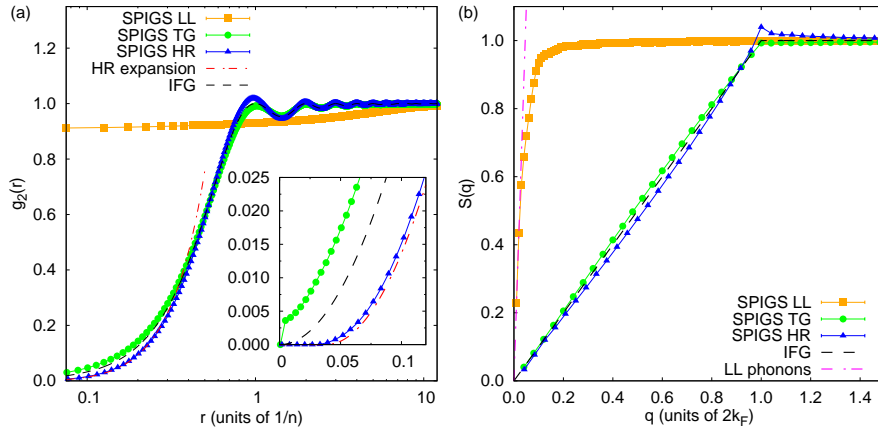 (a)
SPIGS LL
SPIGS TG
SPIGS HR
HR expansion
IFG
1.2
1.0
0.8
0.6
0.4
0.2
0.0
g2(r)
0.1
1
10
r (units of 1/n)
0.025
0.020
0.015
0.010
0.005
0.000
0
0.05
0.1
(b)
1.0
0.8
0.6
0.4
0.2
0.0
S(q)
SPIGS LL
SPIGS TG
SPIGS HR
IFG
LL phonons
0.0
0.2
0.4
0.6
0.8
1.0
1.2
1.4
q (units of 2kF)